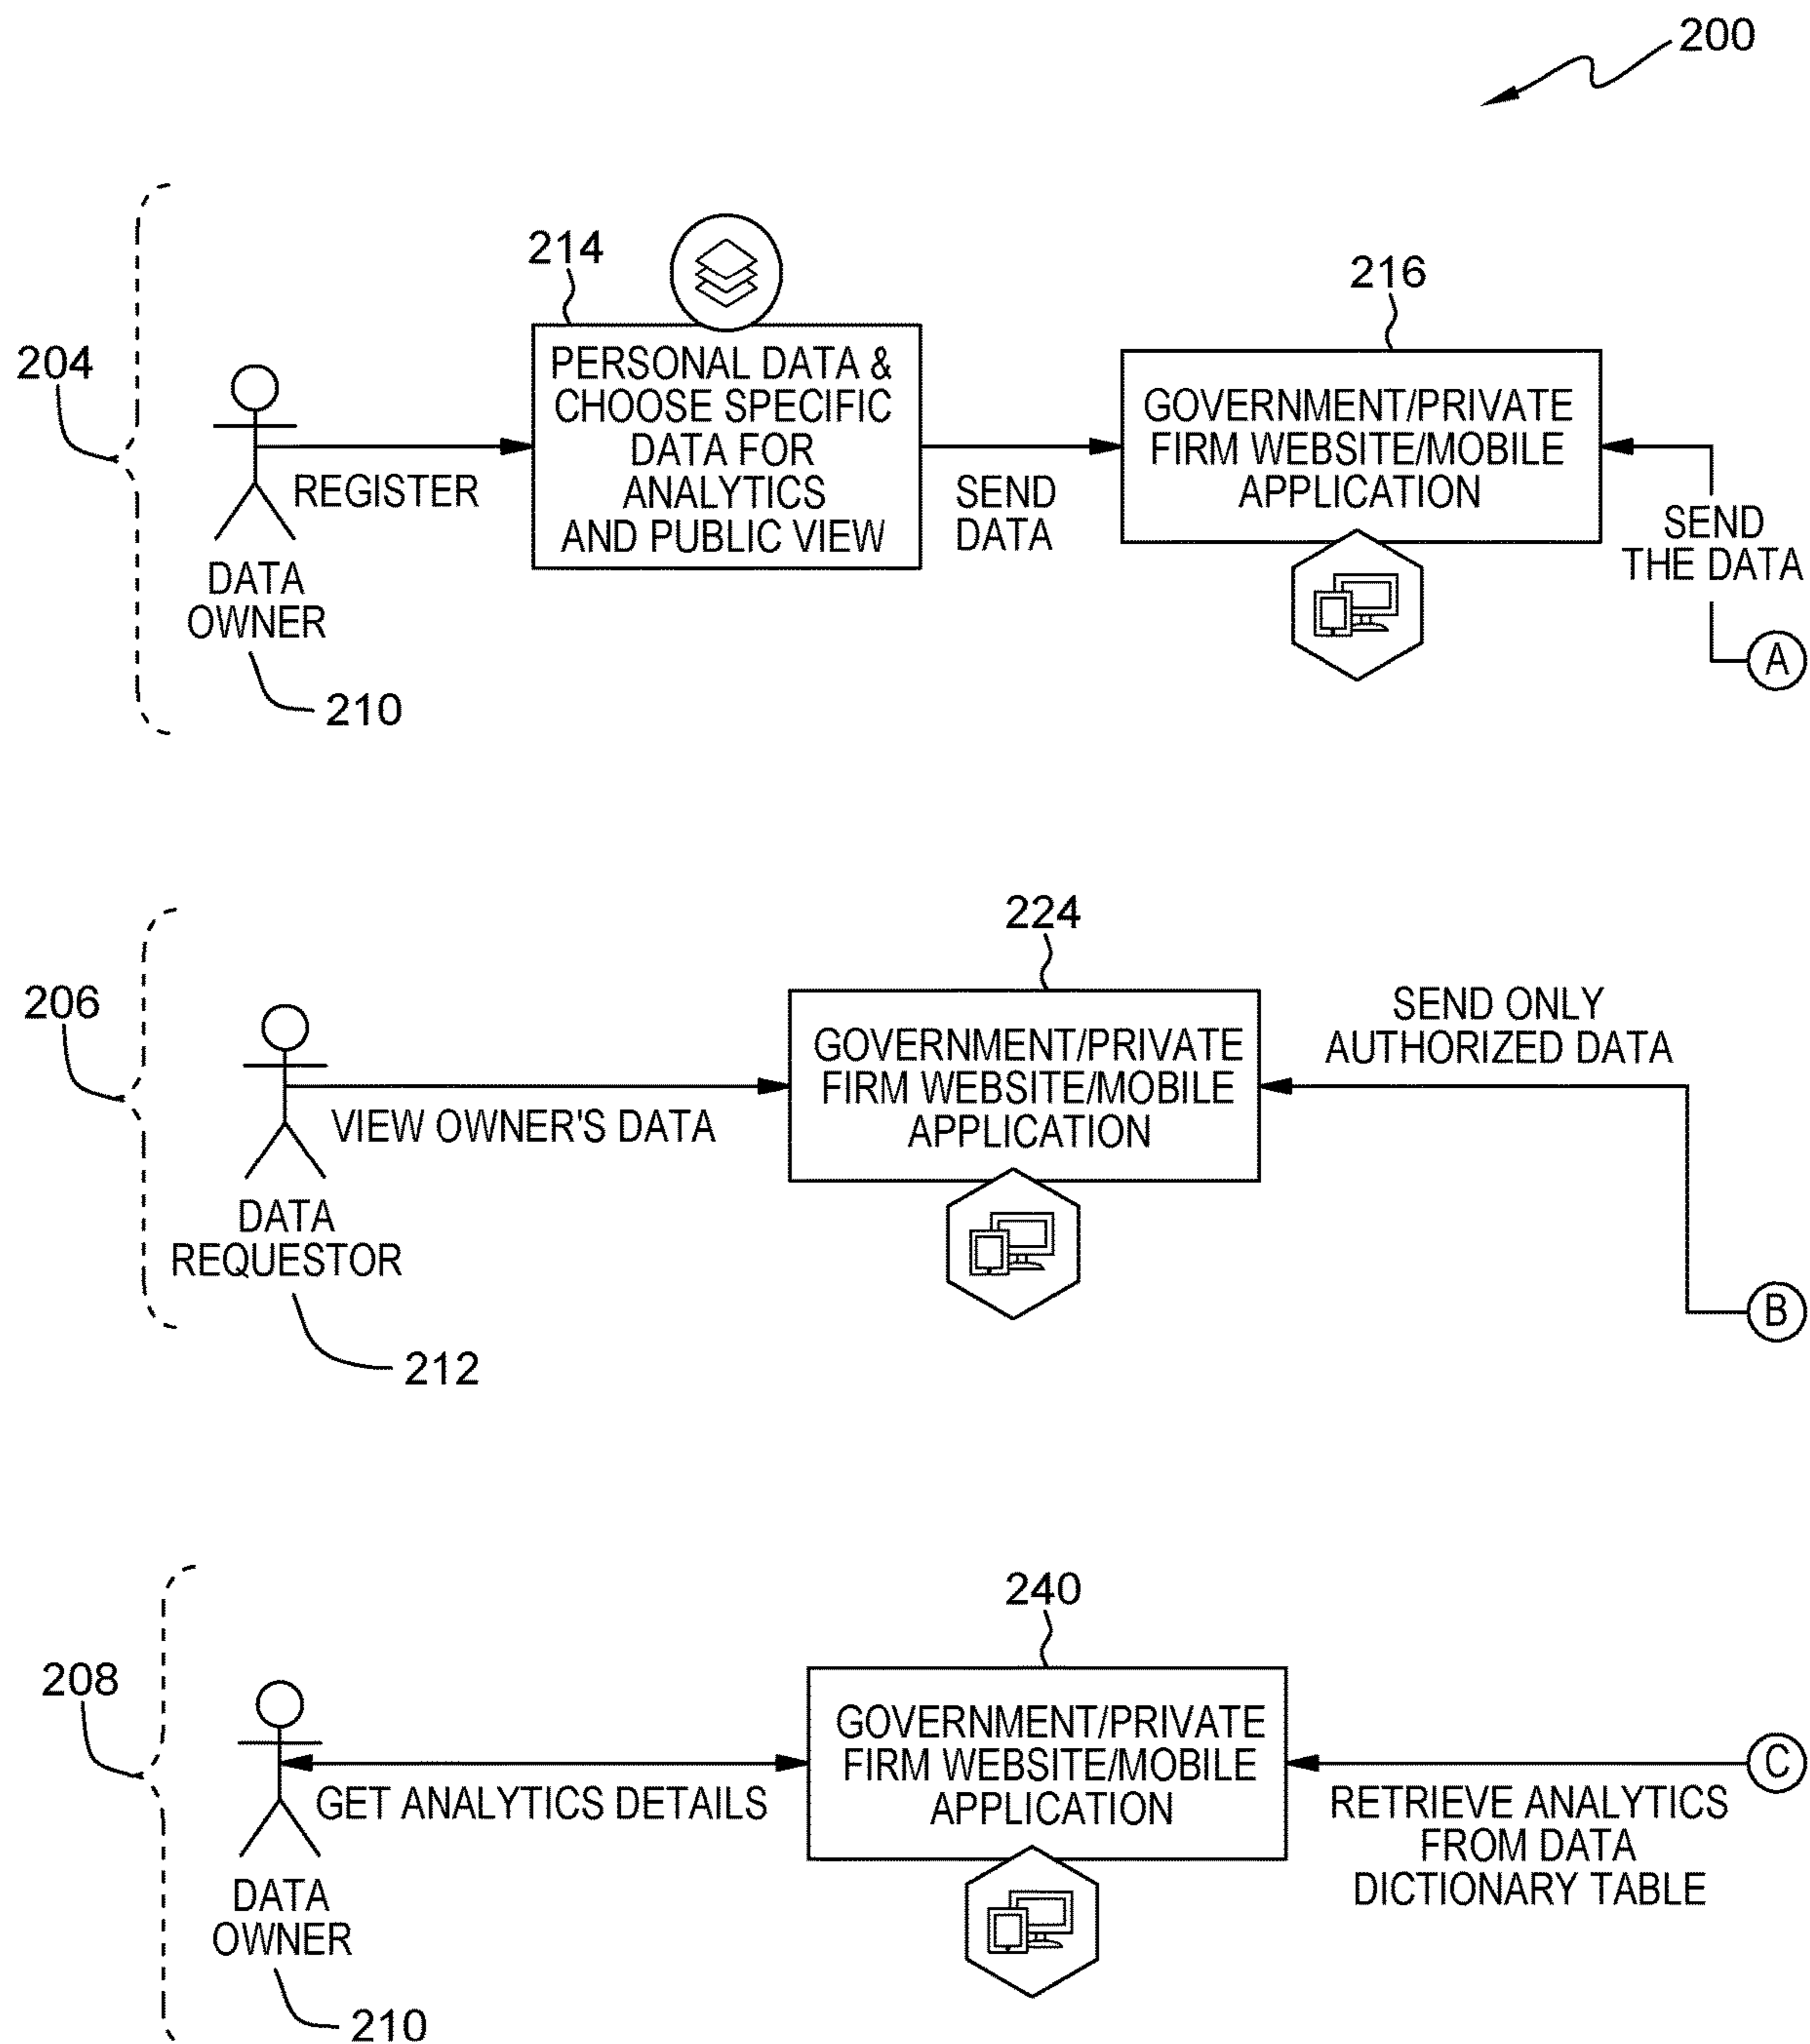 200
204
214
216
PERSONAL DATA &
CHOOSE SPECIFIC
DATA FOR
ANALYTICS
AND PUBLIC VIEW
GOVERNMENT/PRIVATE
FIRM WEBSITE/MOBILE
APPLICATION
REGISTER
SEND
DATA
SEND
THE DATA
DATA
OWNER
210
A
206
224
GOVERNMENT/PRIVATE
FIRM WEBSITE/MOBILE
APPLICATION
SEND ONLY
AUTHORIZED DATA
VIEW OWNER'S DATA
DATA
REQUESTOR
212
B
208
240
GOVERNMENT/PRIVATE
FIRM WEBSITE/MOBILE
APPLICATION
C
GET ANALYTICS DETAILS
RETRIEVE ANALYTICS
FROM DATA
DICTIONARY TABLE
DATA
OWNER
210